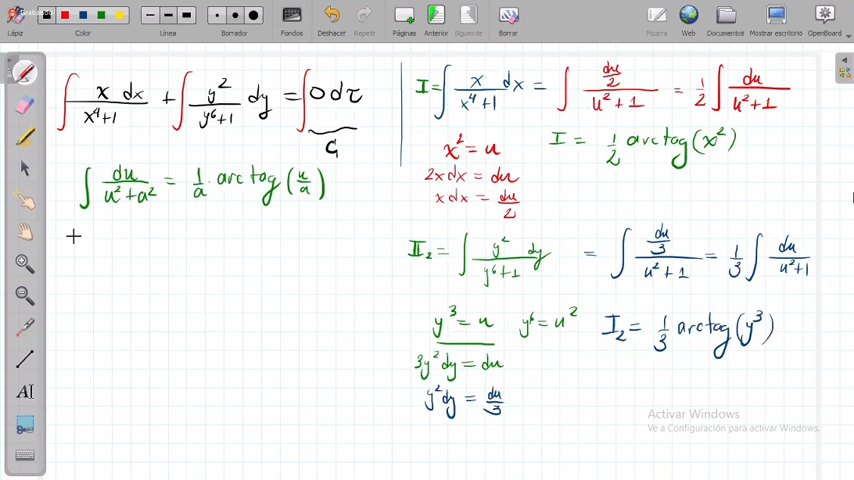 Lápiz Color Borrador Fondos Deshacer Rehacer Páginas Anterior Siguiente Borrar Pizarra Web Documentos Webcam Mostrar escritorio OpenBoard
∫ x dx / x⁴+1 + ∫ y² / y⁶+1 dy = ∫ 0 dτ
C₁
∫ du / u²+a² = 1/a · arctag (u/a)
+
I = ∫ x / x⁴+1 dx = ∫ du/2 / u²+1 = 1/2 ∫ du / u²+1
x² = u
I = 1/2 arctag (x²)
2x dx = du
x dx = du/2
I₂ = ∫ y² dy / y⁶+1 = ∫ du/3 / u²+1 = 1/3 ∫ du / u²+1
y³ = u y⁶ = u²
I₂ = 1/3 arctag (y³)
3y² dy = du
y² dy = du/3
AI
Activar Windows
Ve a Configuración para activar Windows.